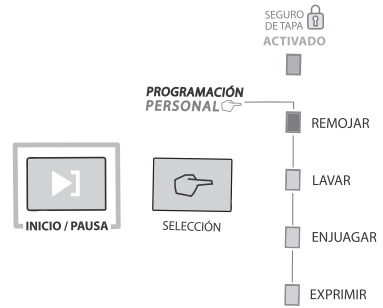 SEGURO
DE TAPA
ACTIVADO
PROGRAMACIÓN
PERSONAL
REMOJAR
LAVAR
INICIO / PAUSA
SELECCIÓN
ENJUAGAR
EXPRIMIR